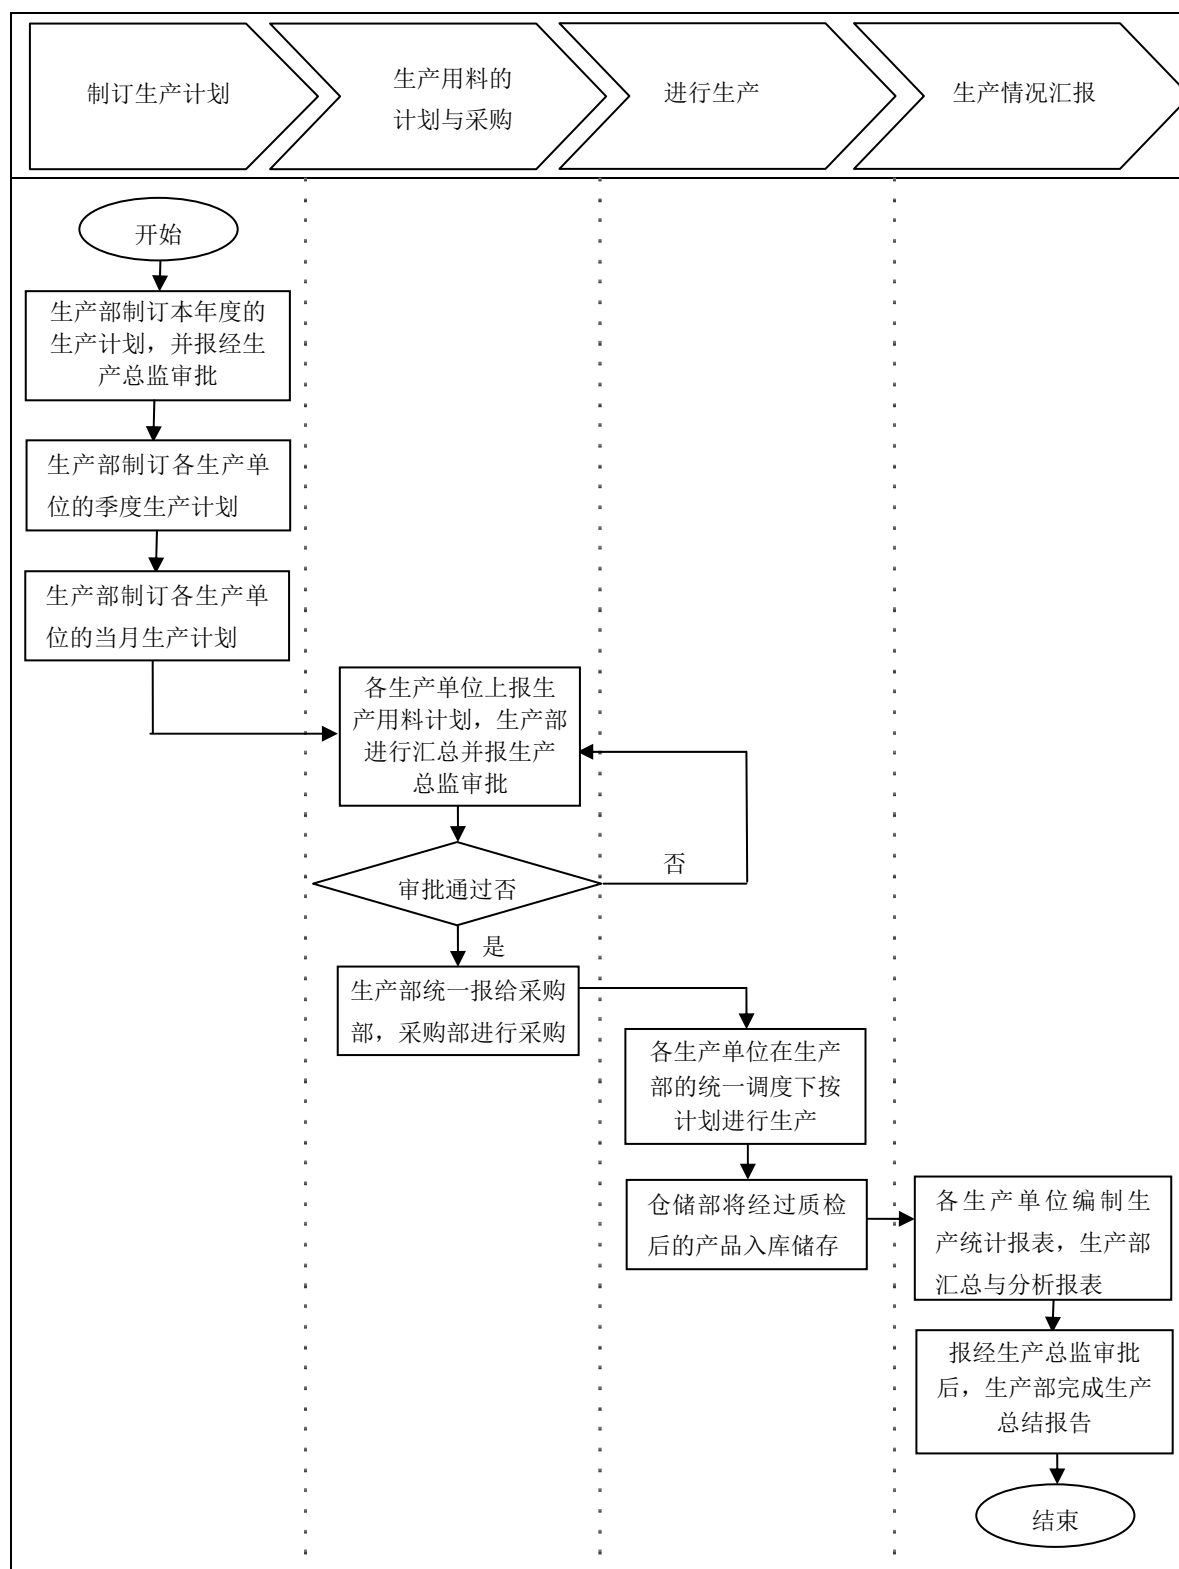 制订生产计划
生产用料的
计划与采购
进行生产
生产情况汇报
开始
生产部制订本年度的
生产计划，并报经生
产总监审批
生产部制订各生产单
位的季度生产计划
生产部制订各生产单
位的当月生产计划
各生产单位上报生
产用料计划，生产部
进行汇总并报生产
总监审批
审批通过否
否
是
生产部统一报给采购
部，采购部进行采购
各生产单位在生产
部的统一调度下按
计划进行生产
仓储部将经过质检
后的产品入库储存
各生产单位编制生
产统计报表，生产部
汇总与分析报表
报经生产总监审批
后，生产部完成生产
总结报告
结束